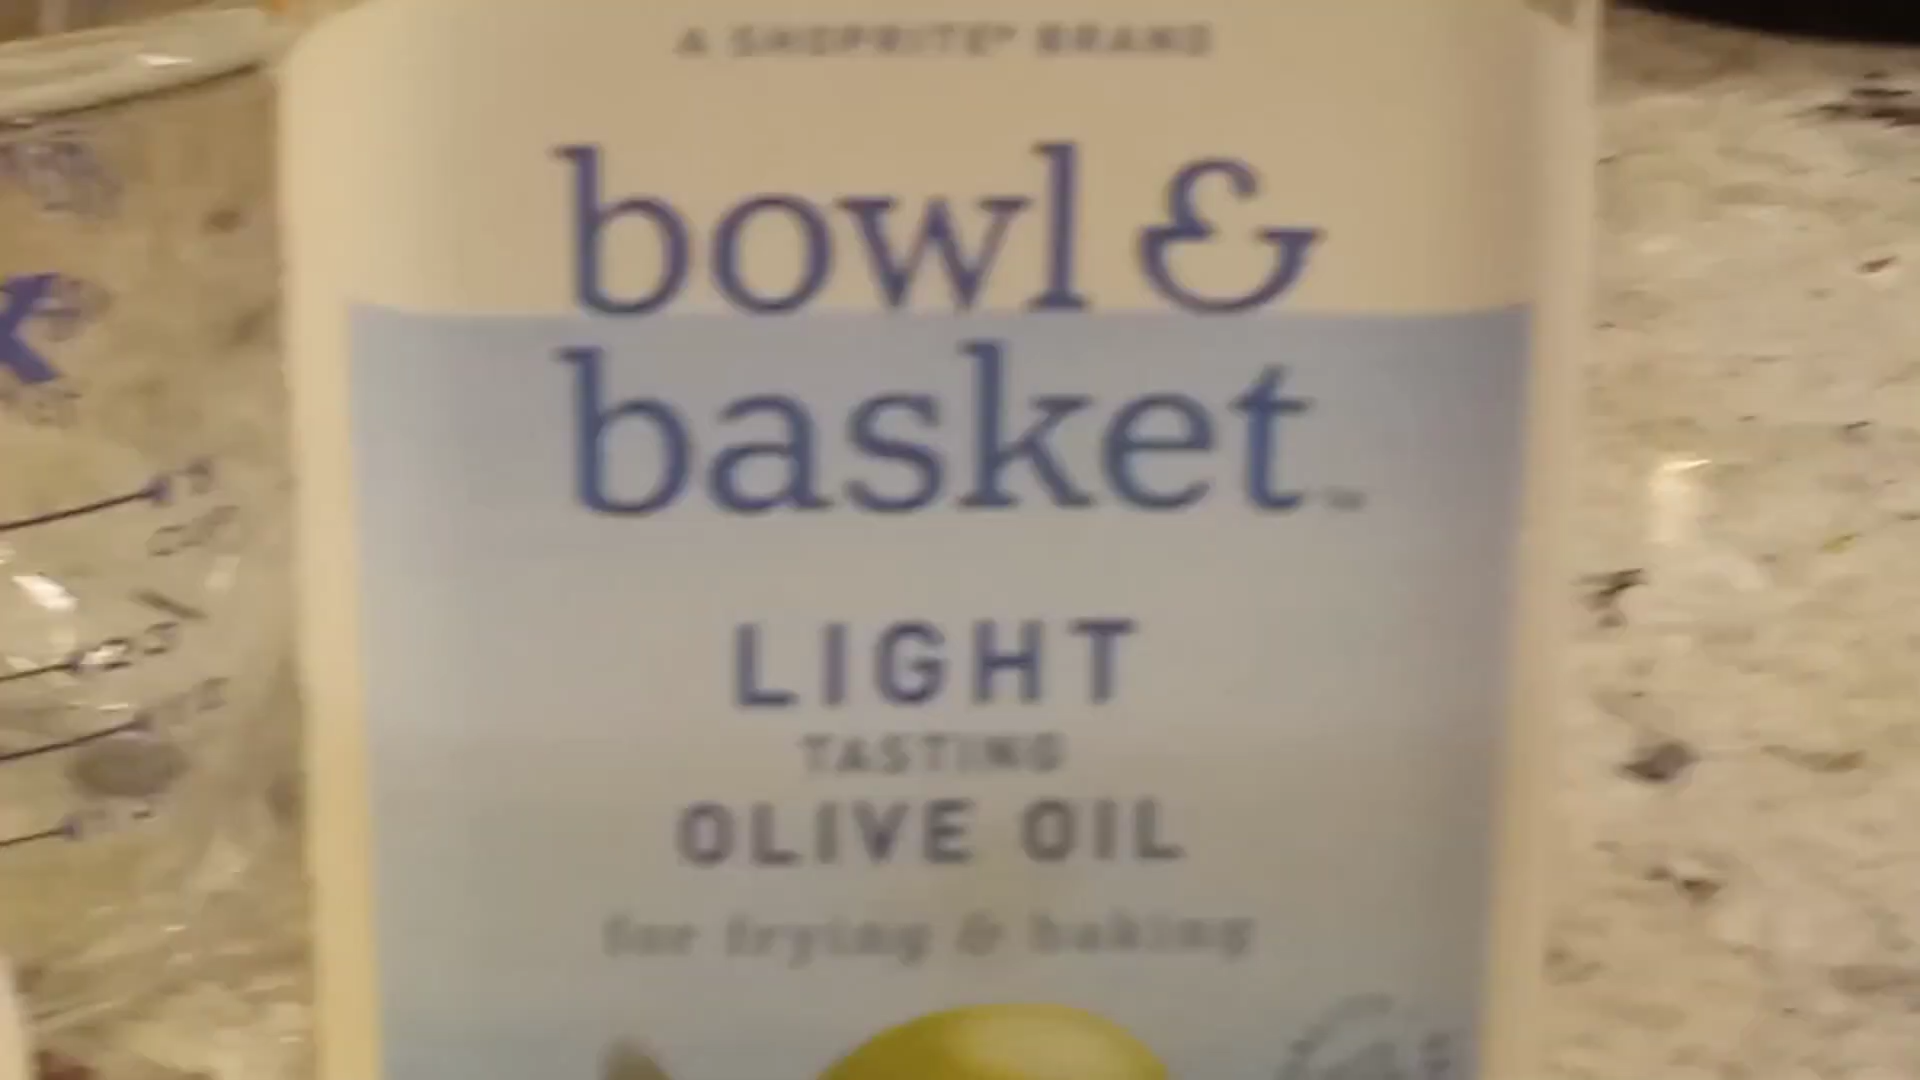 A SHOPRITE® BRAND
bowl &
basket™
LIGHT
TASTING
OLIVE OIL
for frying & baking